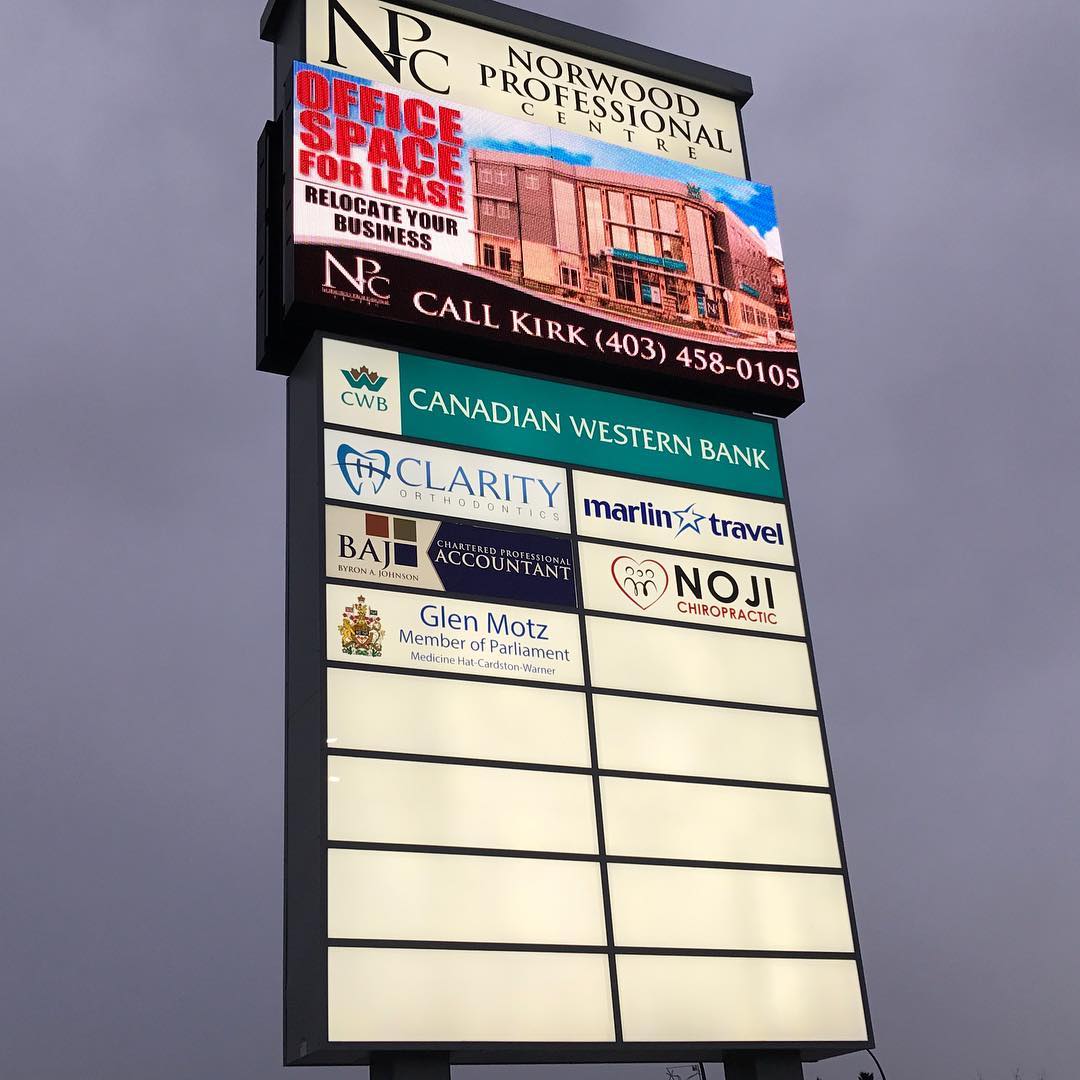 NPC
NORWOOD
PROFESSIONAL
CENTRE
OFFICE
SPACE
FOR LEASE
RELOCATE YOUR
BUSINESS
NPC
CALL KIRK (403) 458-0105
CWB
CANADIAN WESTERN BANK
CLARITY
ORTHODONTICS
marlin travel
BAJ
BYRON A. JOHNSON
CHARTERED PROFESSIONAL
ACCOUNTANT
NOJI
CHIROPRACTIC
Glen Motz
Member of Parliament
Medicine Hat-Cardston-Warner